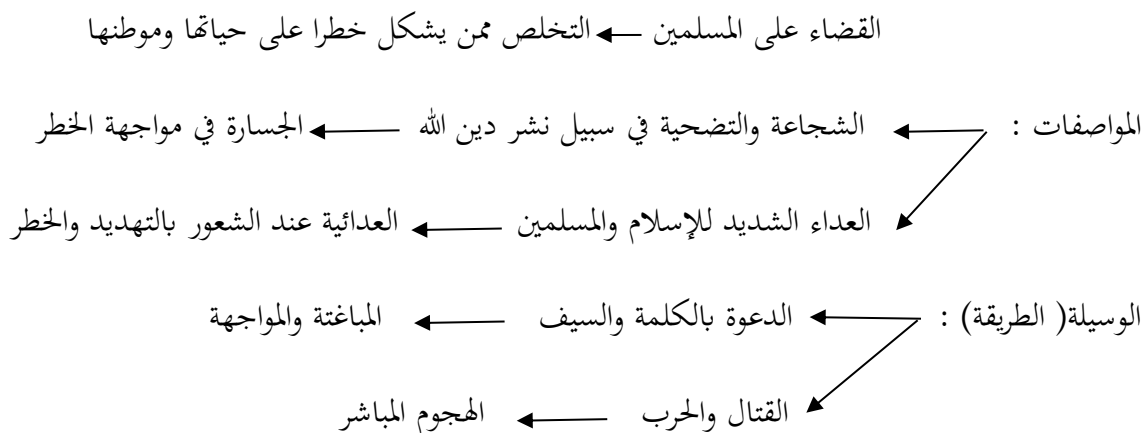 القضاء على المسلمين التخلص ممن يشكل خطرا على حياتها وموطنها
المواصفات : الشجاعة والتضحية في سبيل نشر دين الله الجسارة في مواجهة الخطر
العداء الشديد للإسلام والمسلمين العدائية عند الشعور بالتهديد والخطر
الوسيلة( الطريقة) : الدعوة بالكلمة والسيف المباغتة والمواجهة
القتال والحرب الهجوم المباشر